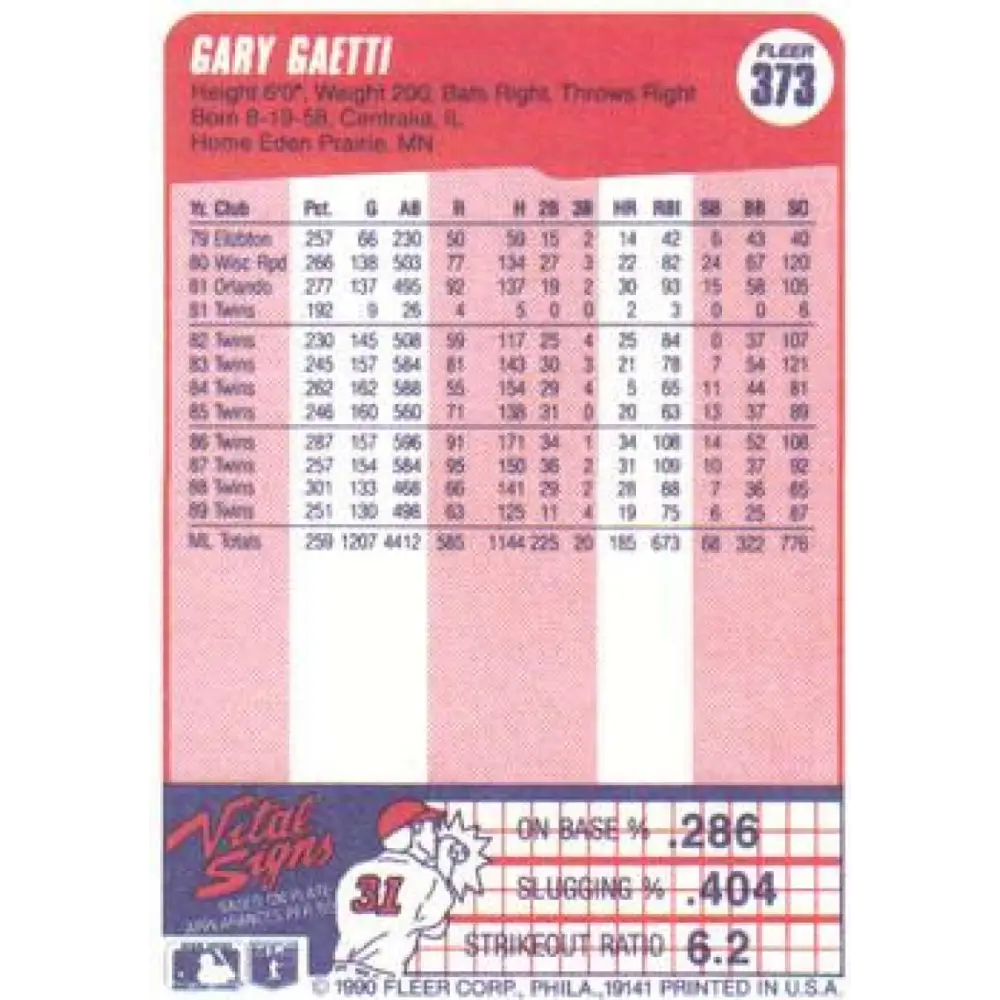 GARY GAETTI
FLEER
373
Height 6'0", Weight 200, Bats Right, Throws Right
Born 8-19-58, Centralia, IL
Home Eden Prairie, MN
Yr. Club Pct. G AB R H 2B 3B HR RBI SB BB SO
79 Elizbton 257 66 230 50 59 15 2 14 42 6 43 40
80 Wisc Rpd 266 138 503 77 134 27 3 22 82 24 67 120
81 Orlando 277 137 495 92 137 19 2 30 93 15 58 105
81 Twins 192 9 26 4 5 0 0 2 3 0 0 6
82 Twins 230 145 508 59 117 25 4 25 84 0 37 107
83 Twins 245 157 584 81 143 30 3 21 78 7 54 121
84 Twins 262 162 588 55 154 29 4 5 65 11 44 81
85 Twins 246 160 560 71 138 31 0 20 63 13 37 89
86 Twins 287 157 596 91 171 34 1 34 108 14 52 108
87 Twins 257 154 584 95 150 36 2 31 109 10 37 92
88 Twins 301 133 468 66 141 29 2 28 88 7 36 85
89 Twins 251 130 498 63 125 11 4 19 75 6 25 87
ML Totals 259 1207 4412 585 1144 225 20 185 673 68 322 776
Vital
Signs
BASED ON PLATE
APPEARANCES PER SO
31
ON BASE % .286
SLUGGING % .404
STRIKEOUT RATIO 6.2
© 1990 FLEER CORP., PHILA.,19141 PRINTED IN U.S.A.